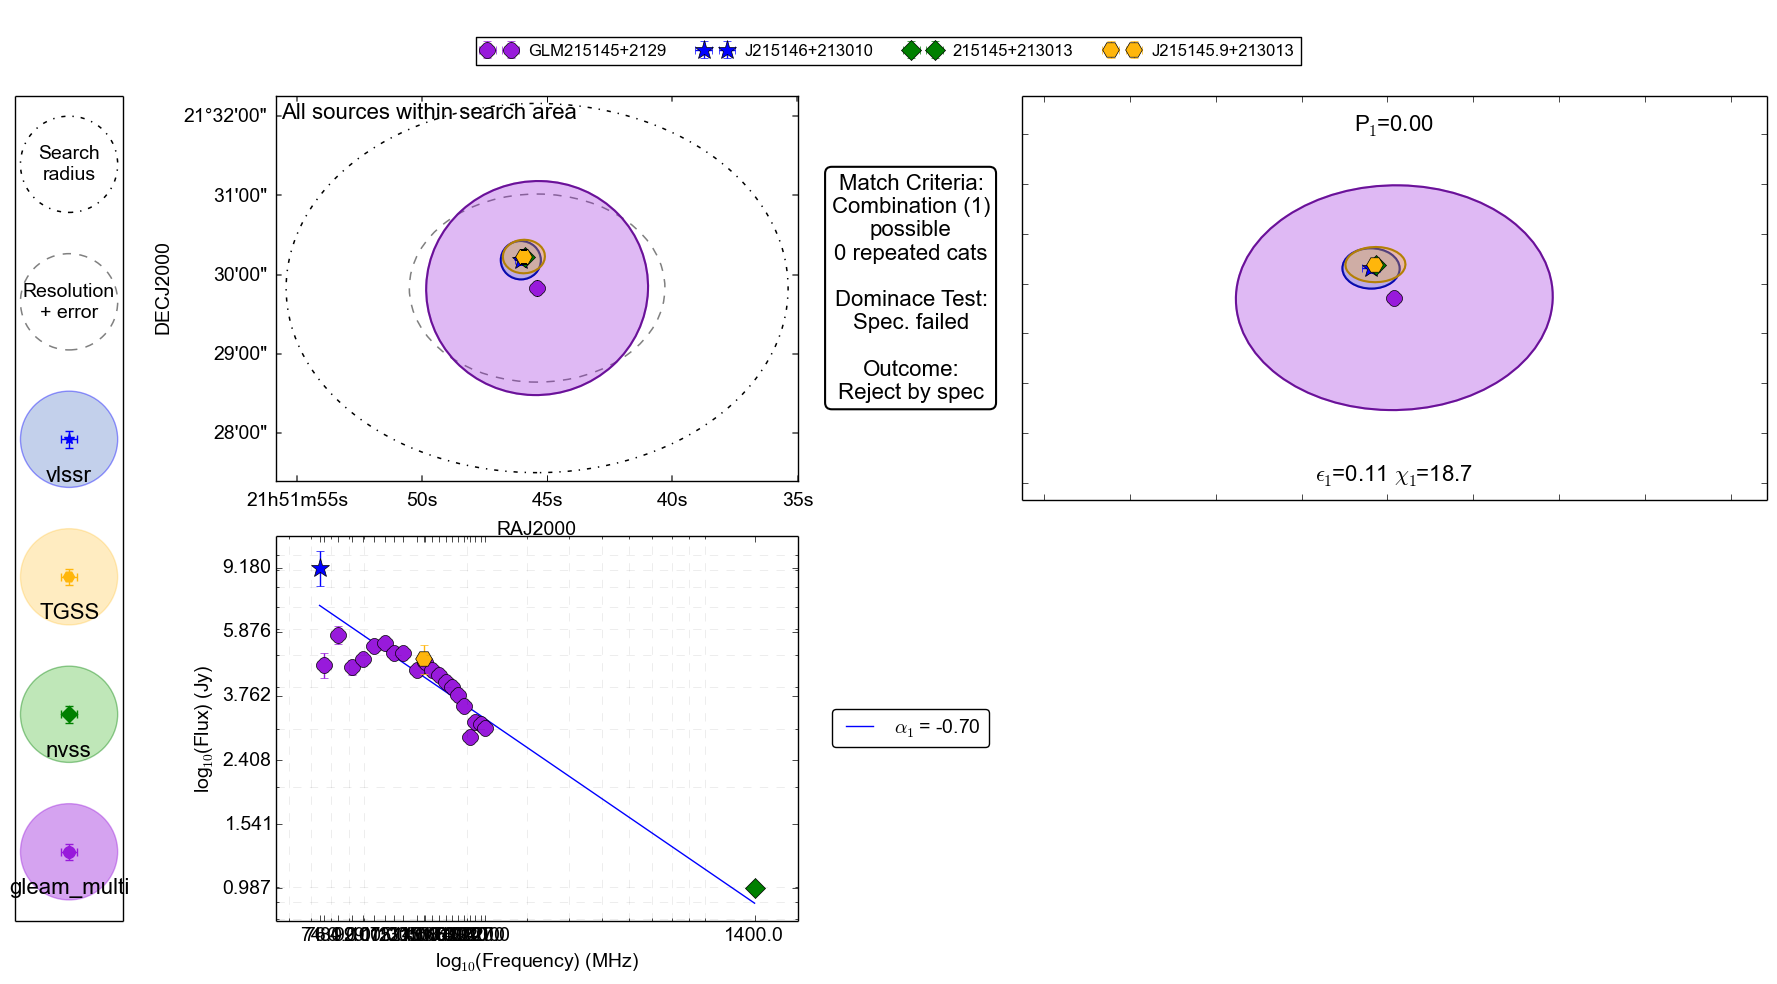 GLM215145+2129
J215146+213010
215145+213013
J215145.9+213013
Search
radius
Resolution
+ error
vlssr
TGSS
nvss
gleam_multi
All sources within search area
DECJ2000
21°32'00"
31'00"
30'00"
29'00"
28'00"
21h51m55s
50s
45s
40s
35s
RAJ2000
Match Criteria:
Combination (1)
possible
0 repeated cats
Dominace Test:
Spec. failed
Outcome:
Reject by spec
P₁=0.00
ϵ₁=0.11 χ₁=18.7
log₁₀(Flux) (Jy)
9.180
5.876
3.762
2.408
1.541
0.987
1400.0
log₁₀(Frequency) (MHz)
α₁ = -0.70